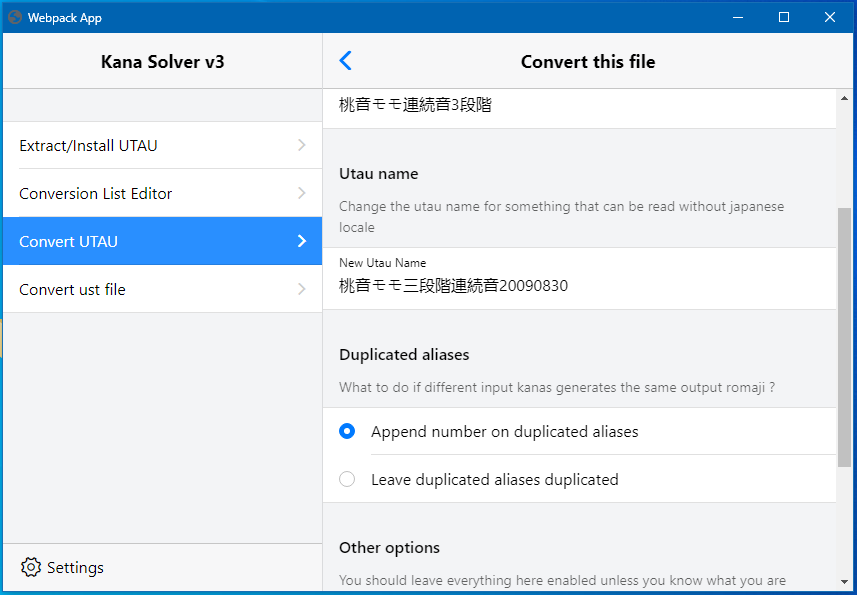 Webpack App
Kana Solver v3
Convert this file
Extract/Install UTAU
Conversion List Editor
Convert UTAU
Convert ust file
Settings
桃音モモ連続音3段階
Utau name
Change the utau name for something that can be read without japanese
locale
New Utau Name
桃音モモ三段階連続音20090830
Duplicated aliases
What to do if different input kanas generates the same output romaji ?
Append number on duplicated aliases
Leave duplicated aliases duplicated
Other options
You should leave everything here enabled unless you know what you are